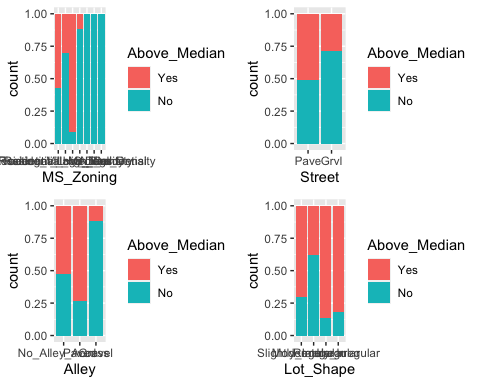 1.00
0.75
0.50
0.25
0.00
count
MS_Zoning
Above_Median
Yes
No
1.00
0.75
0.50
0.25
0.00
count
PaveGrvl
Street
Above_Median
Yes
No
1.00
0.75
0.50
0.25
0.00
count
No_Alley
Alley
Above_Median
Yes
No
1.00
0.75
0.50
0.25
0.00
count
Lot_Shape
Above_Median
Yes
No